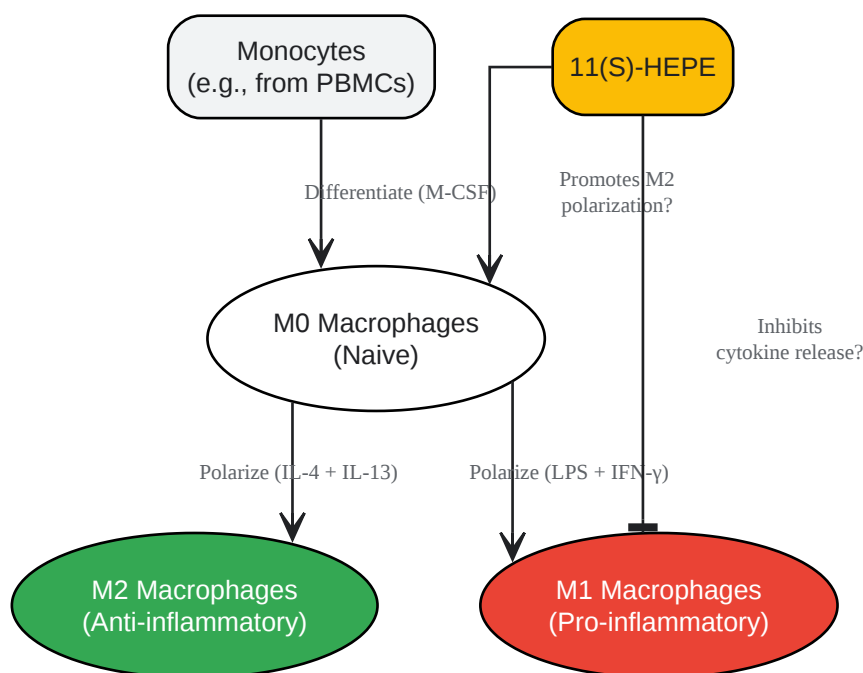 Monocytes
(e.g., from PBMCs)
11(S)-HEPE
Differentiate (M-CSF)
Promotes M2
polarization?
M0 Macrophages
(Naive)
Inhibits
cytokine release?
Polarize (IL-4 + IL-13)
Polarize (LPS + IFN-γ)
M2 Macrophages
(Anti-inflammatory)
M1 Macrophages
(Pro-inflammatory)